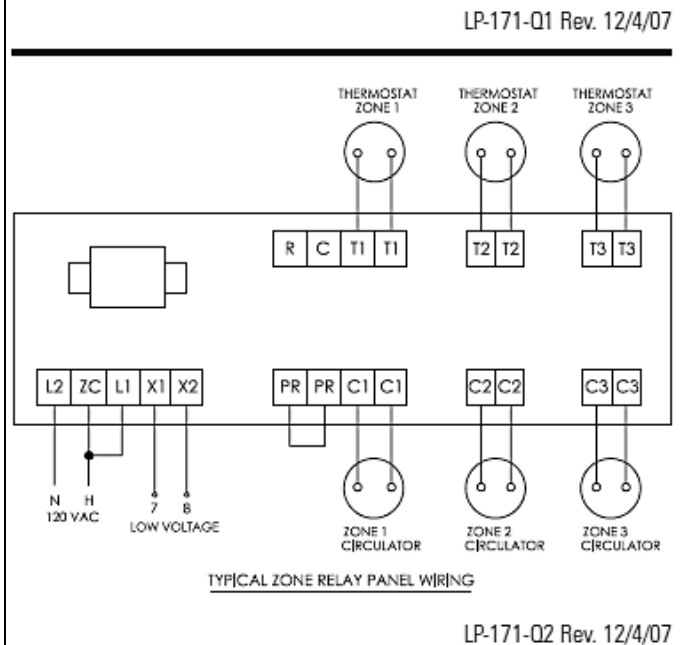 LP-171-Q1 Rev. 12/4/07
THERMOSTAT ZONE 1
THERMOSTAT ZONE 2
THERMOSTAT ZONE 3
R C T1 T1 T2 T2 T3 T3
L2 ZC L1 X1 X2 PR PR C1 C1 C2 C2 C3 C3
N H 7 8
120 VAC
LOW VOLTAGE
ZONE 1 CIRCULATOR
ZONE 2 CIRCULATOR
ZONE 3 CIRCULATOR
TYPICAL ZONE RELAY PANEL WIRING
LP-171-Q2 Rev. 12/4/07